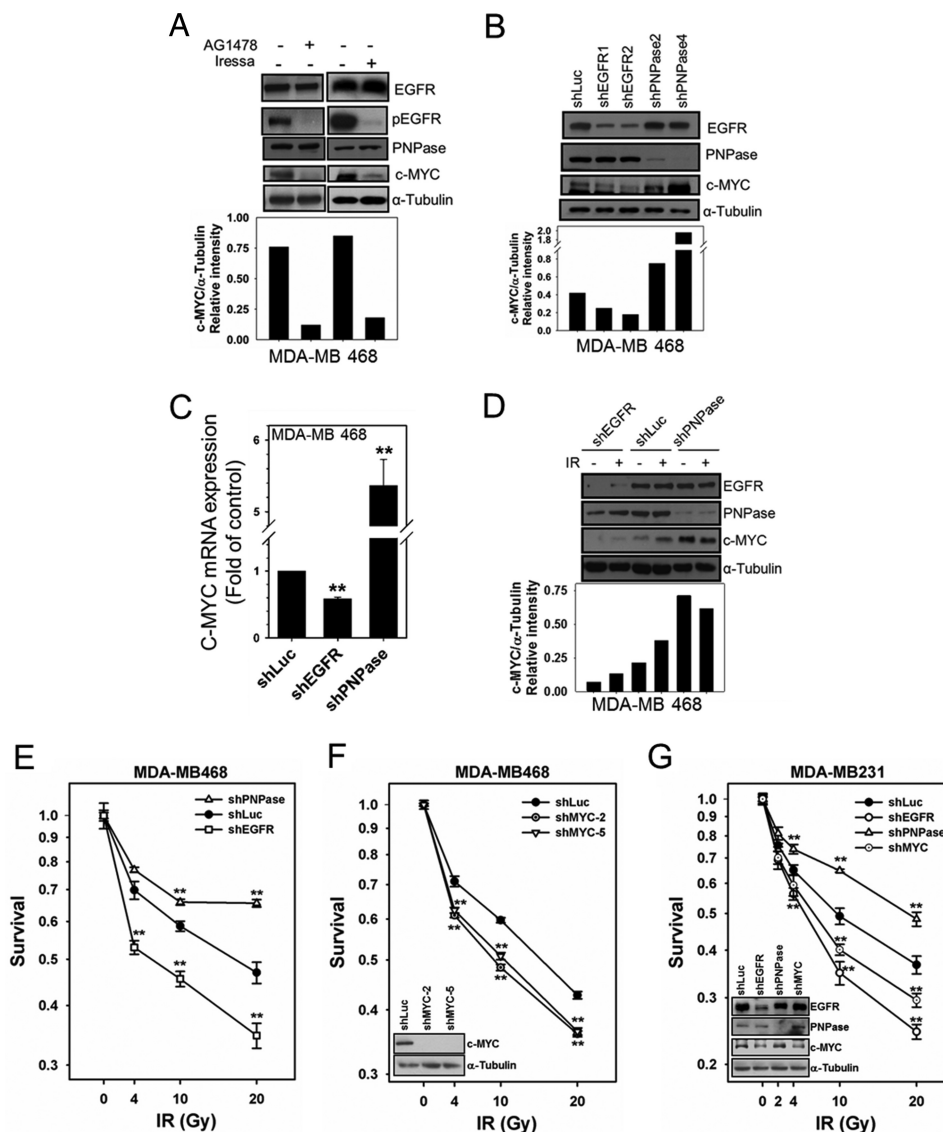 A
AG1478 - + - -
Iressa - - - +
EGFR
pEGFR
PNPase
c-MYC
α-Tubulin
c-MYC/α-Tubulin
Relative intensity
1.00
0.75
0.50
0.25
0.00
MDA-MB 468
B
shLuc
shEGFR1
shEGFR2
shPNPase2
shPNPase4
EGFR
PNPase
c-MYC
α-Tubulin
c-MYC/α-Tubulin
Relative intensity
2.0
1.8
0.8
0.6
0.4
0.2
0.0
MDA-MB 468
C
MDA-MB 468
C-MYC mRNA expression
(Fold of control)
6
5
1
0
**
**
shLuc
shEGFR
shPNPase
D
shEGFR
shLuc
shPNPase
IR - + - + - +
EGFR
PNPase
c-MYC
α-Tubulin
c-MYC/α-Tubulin
Relative intensity
0.75
0.50
0.25
0.00
MDA-MB 468
E
MDA-MB468
shPNPase
shLuc
shEGFR
Survival
1.0
0.9
0.8
0.7
0.6
0.5
0.4
0.3
** **
** ** **
0 4 10 20
IR (Gy)
F
MDA-MB468
shLuc
shMYC-2
shMYC-5
Survival
1.0
0.9
0.8
0.7
0.6
0.5
0.4
0.3
** ** **
** ** **
shLuc
shMYC-2
shMYC-5
c-MYC
α-Tubulin
0 4 10 20
IR (Gy)
G
MDA-MB231
shLuc
shEGFR
shPNPase
shMYC
Survival
1.0
0.9
0.8
0.7
0.6
0.5
0.4
0.3
0.2
** ** **
** ** **
** ** **
shLuc
shEGFR
shPNPase
shMYC
EGFR
PNPase
c-MYC
α-Tubulin
0 2 4 10 20
IR (Gy)